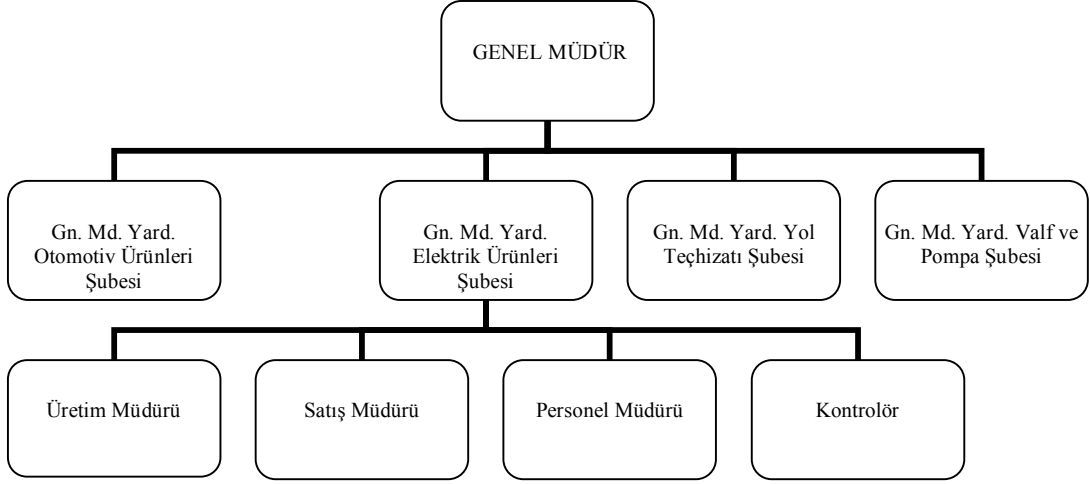 GENEL MÜDÜR
Gn. Md. Yard.
Otomotiv Ürünleri
Şubesi
Gn. Md. Yard.
Elektrik Ürünleri
Şubesi
Gn. Md. Yard. Yol
Teçhizatı Şubesi
Gn. Md. Yard. Valf ve
Pompa Şubesi
Üretim Müdürü
Satış Müdürü
Personel Müdürü
Kontrolör